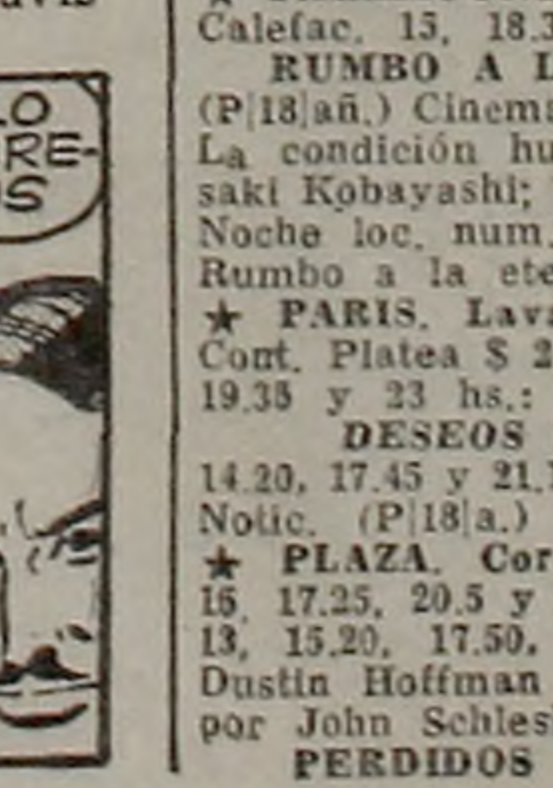 LO
RE-
OS
Calefac. 15, 18.3
RUMBO A L
(P|18|añ.) Cinema
La condición hu
saki Kobayashi;
Noche loc. num.
Rumbo a la ete
★ PARIS. Lava
Cont. Platea $ 2
19.35 y 23 hs.:
DESEOS
14.20, 17.45 y 21.
Notic. (P|18|a.)
★ PLAZA. Cor
15, 17.25, 20.5 y
13, 15.20, 17.50,
Dustin Hoffman
por John Schles
PERDIDOS